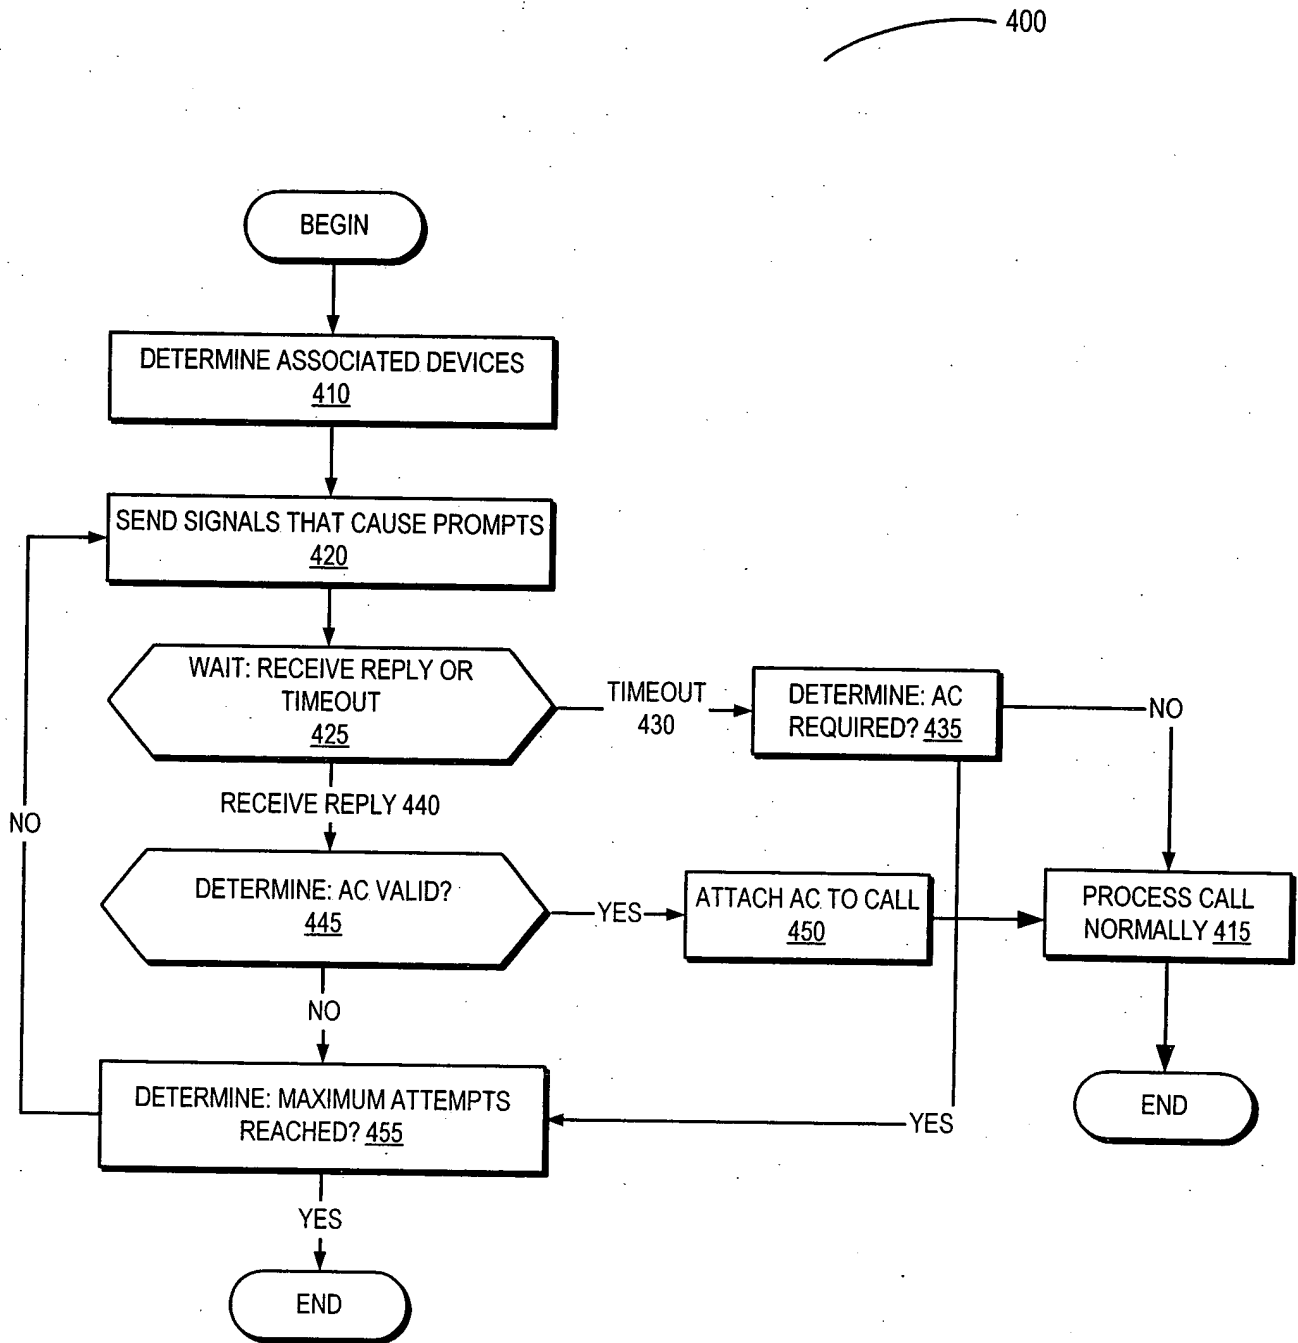 400
BEGIN
DETERMINE ASSOCIATED DEVICES
410
SEND SIGNALS THAT CAUSE PROMPTS
420
WAIT: RECEIVE REPLY OR
TIMEOUT
425
TIMEOUT
430
DETERMINE: AC
REQUIRED? 435
NO
RECEIVE REPLY 440
NO
DETERMINE: AC VALID?
445
YES
ATTACH AC TO CALL
450
PROCESS CALL
NORMALLY 415
NO
DETERMINE: MAXIMUM ATTEMPTS
REACHED? 455
YES
END
YES
END